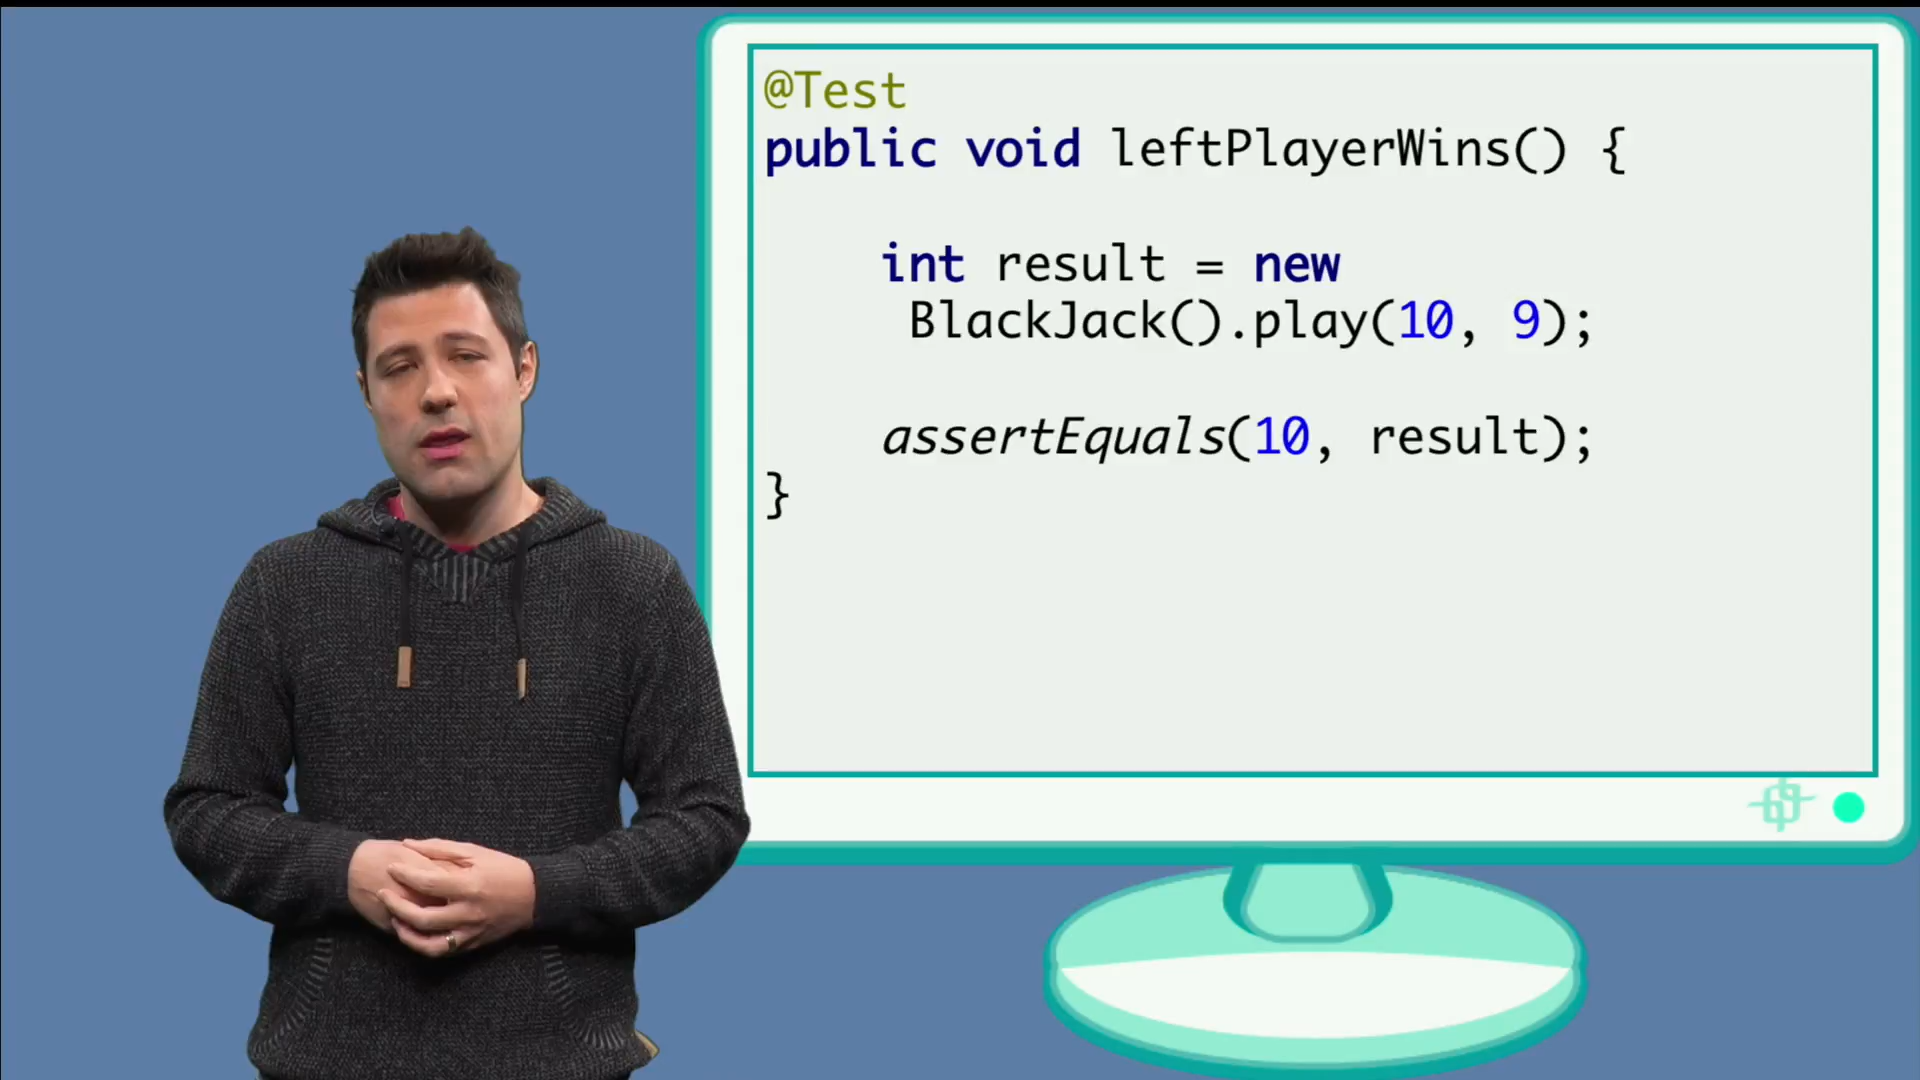 @Test
public void leftPlayerWins() {
int result = new
BlackJack().play(10, 9);
assertEquals(10, result);
}